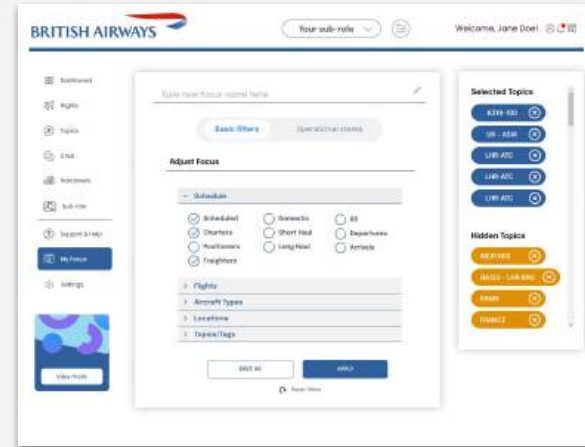 BRITISH AIRWAYS
Your sub-role
Welcome, Jane Doe!
Dashboard
Flights
Topics
Chat
Handovers
Sub-role
Support & Help
My Focus
Settings
View more
Type new focus name here
Basic filters
Operational status
Adjust Focus
− Schedule
Scheduled
Charters
Positioners
Freighters
Domestic
Short Haul
Long Haul
All
Departures
Arrivals
> Flights
> Aircraft Types
> Locations
> Topics/Tags
SAVE AS
APPLY
Reset filters
Selected Topics
LHR-ATC
LHR-ATC
LHR-ATC
Hidden Topics
WEATHER
SPAIN
FRANCE